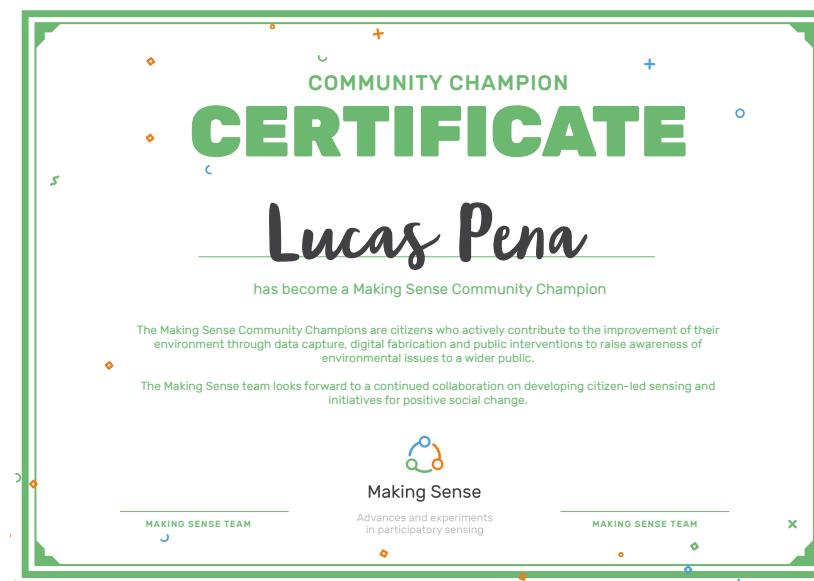 COMMUNITY CHAMPION
CERTIFICATE
Lucas Pena
has become a Making Sense Community Champion
The Making Sense Community Champions are citizens who actively contribute to the improvement of their
environment through data capture, digital fabrication and public interventions to raise awareness of
environmental issues to a wider public.
The Making Sense team looks forward to a continued collaboration on developing citizen-led sensing and
initiatives for positive social change.
Making Sense
Advances and experiments
in participatory sensing
MAKING SENSE TEAM
MAKING SENSE TEAM